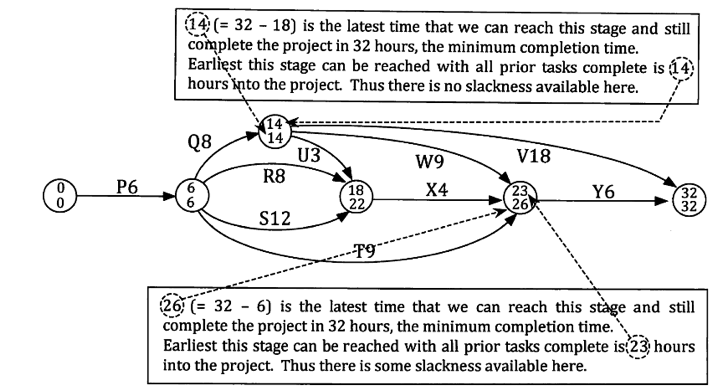 14 (= 32 – 18) is the latest time that we can reach this stage and still
complete the project in 32 hours, the minimum completion time.
Earliest this stage can be reached with all prior tasks complete is 14
hours into the project. Thus there is no slackness available here.
14
14
Q8
U3
W9
V18
R8
P6
0
0
6
6
18
22
X4
23
26
Y6
32
32
S12
T9
26 (= 32 – 6) is the latest time that we can reach this stage and still
complete the project in 32 hours, the minimum completion time.
Earliest this stage can be reached with all prior tasks complete is 23 hours
into the project. Thus there is some slackness available here.